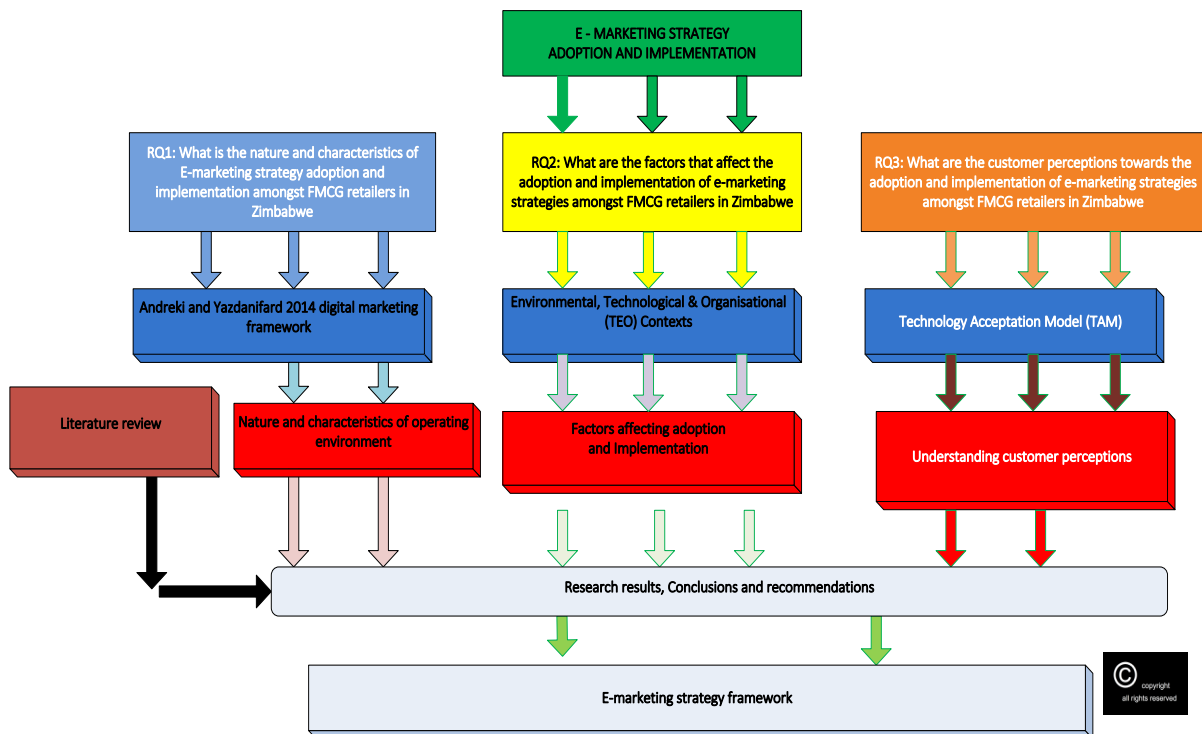 E - MARKETING STRATEGY
ADOPTION AND IMPLEMENTATION
RQ1: What is the nature and characteristics of
E-marketing strategy adoption and
implementation amongst FMCG retailers in
Zimbabwe
RQ2: What are the factors that affect the
adoption and implementation of e-marketing
strategies amongst FMCG retailers in Zimbabwe
RQ3: What are the customer perceptions towards the
adoption and implementation of e-marketing strategies
amongst FMCG retailers in Zimbabwe
Andreki and Yazdanifard 2014 digital marketing
framework
Environmental, Technological & Organisational
(TEO) Contexts
Technology Acceptation Model (TAM)
Literature review
Nature and characteristics of operating
environment
Factors affecting adoption
and Implementation
Understanding customer perceptions
Research results, Conclusions and recommendations
E-marketing strategy framework
© copyright
all rights reserved